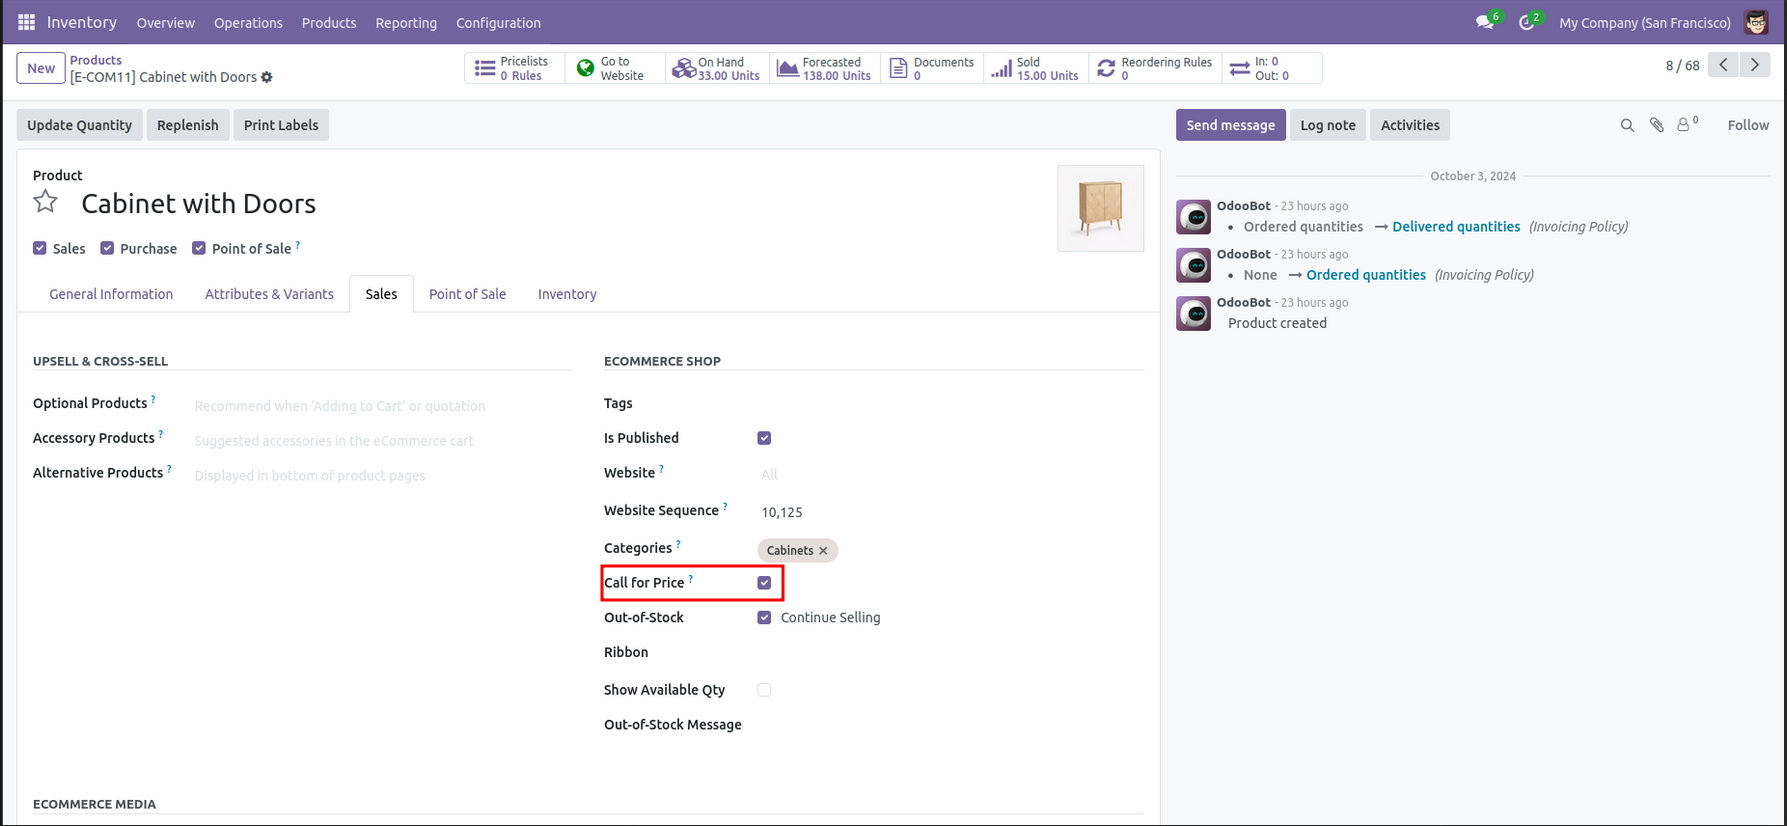 Inventory Overview Operations Products Reporting Configuration 6 2 My Company (San Francisco)
New Products
[E-COM11] Cabinet with Doors
Pricelists
0 Rules
Go to
Website
On Hand
33.00 Units
Forecasted
138.00 Units
Documents
0
Sold
15.00 Units
Reordering Rules
0
In: 0
Out: 0
8 / 68
Update Quantity Replenish Print Labels
Send message Log note Activities 0 Follow
Product
Cabinet with Doors
Sales Purchase Point of Sale ?
General Information Attributes & Variants Sales Point of Sale Inventory
UPSELL & CROSS-SELL
Optional Products ? Recommend when 'Adding to Cart' or quotation
Accessory Products ? Suggested accessories in the eCommerce cart
Alternative Products ? Displayed in bottom of product pages
ECOMMERCE SHOP
Tags
Is Published
Website ? All
Website Sequence ? 10,125
Categories ? Cabinets ×
Call for Price ?
Out-of-Stock Continue Selling
Ribbon
Show Available Qty
Out-of-Stock Message
ECOMMERCE MEDIA
October 3, 2024
OdooBot - 23 hours ago
• Ordered quantities → Delivered quantities (Invoicing Policy)
OdooBot - 23 hours ago
• None → Ordered quantities (Invoicing Policy)
OdooBot - 23 hours ago
Product created